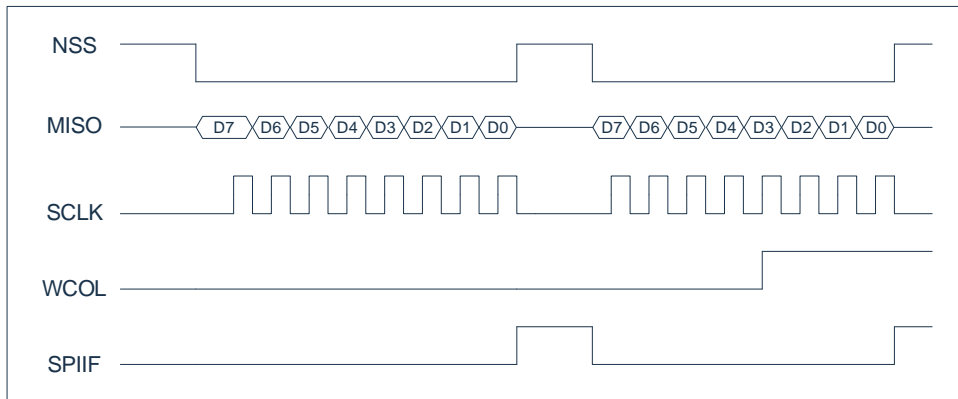 NSS
MISO D7 D6 D5 D4 D3 D2 D1 D0 D7 D6 D5 D4 D3 D2 D1 D0
SCLK
WCOL
SPIIF